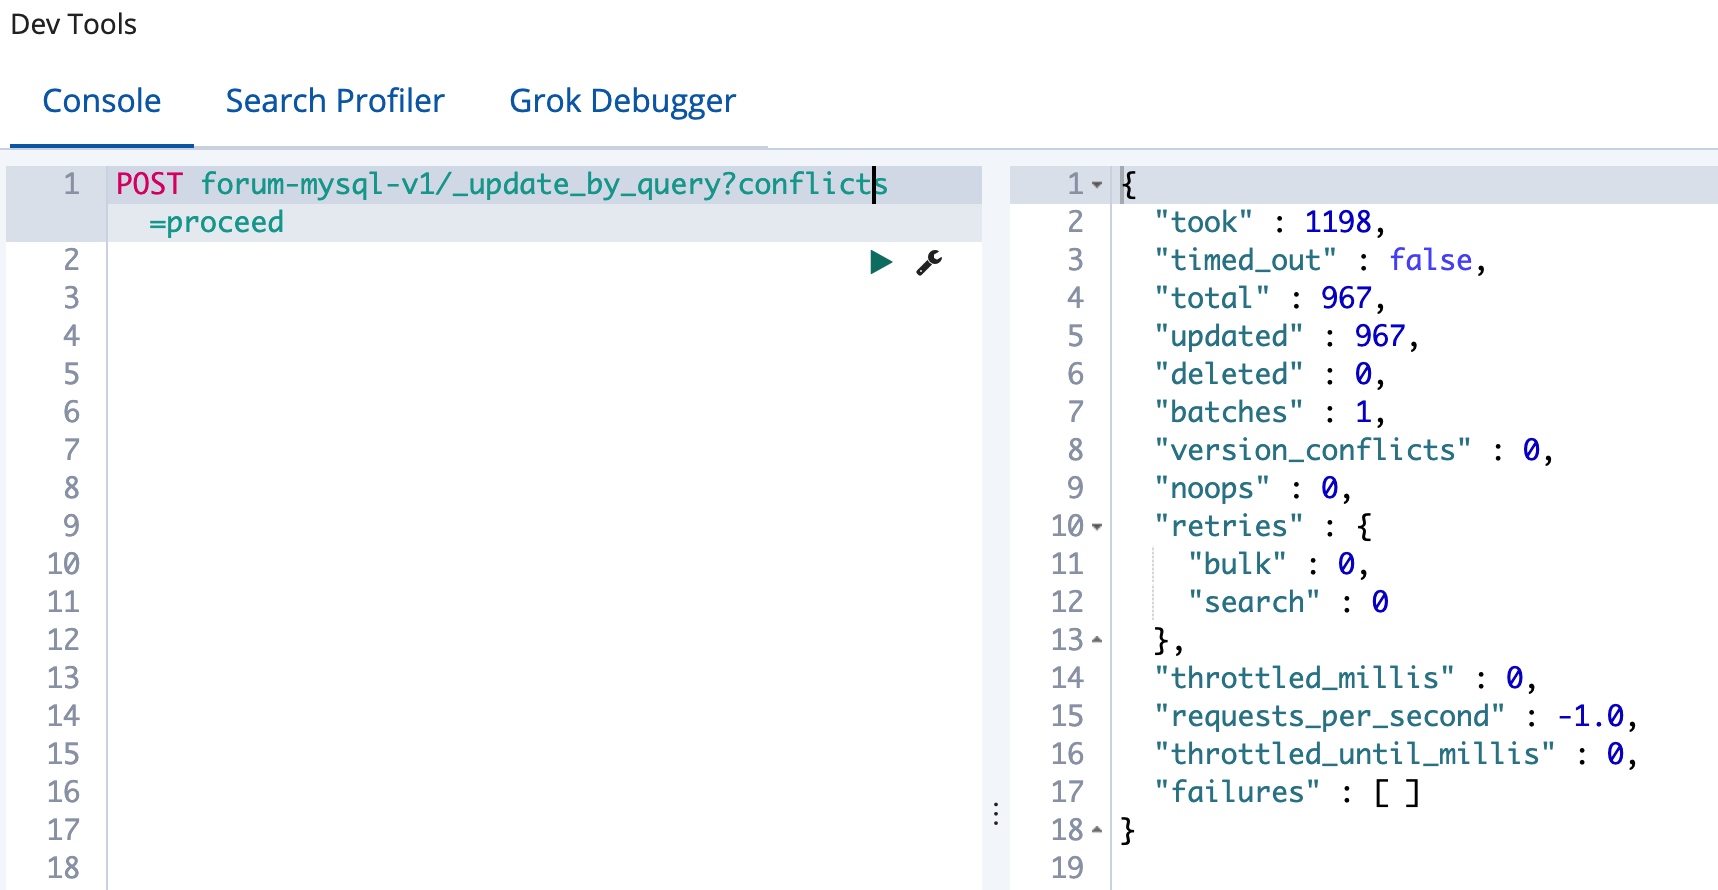 Dev Tools
Console Search Profiler Grok Debugger
1 POST forum-mysql-v1/_update_by_query?conflicts
=proceed
2
3
4
5
6
7
8
9
10
11
12
13
14
15
16
17
18
1 {
2 "took" : 1198,
3 "timed_out" : false,
4 "total" : 967,
5 "updated" : 967,
6 "deleted" : 0,
7 "batches" : 1,
8 "version_conflicts" : 0,
9 "noops" : 0,
10 "retries" : {
11 "bulk" : 0,
12 "search" : 0
13 },
14 "throttled_millis" : 0,
15 "requests_per_second" : -1.0,
16 "throttled_until_millis" : 0,
17 "failures" : [ ]
18 }
19